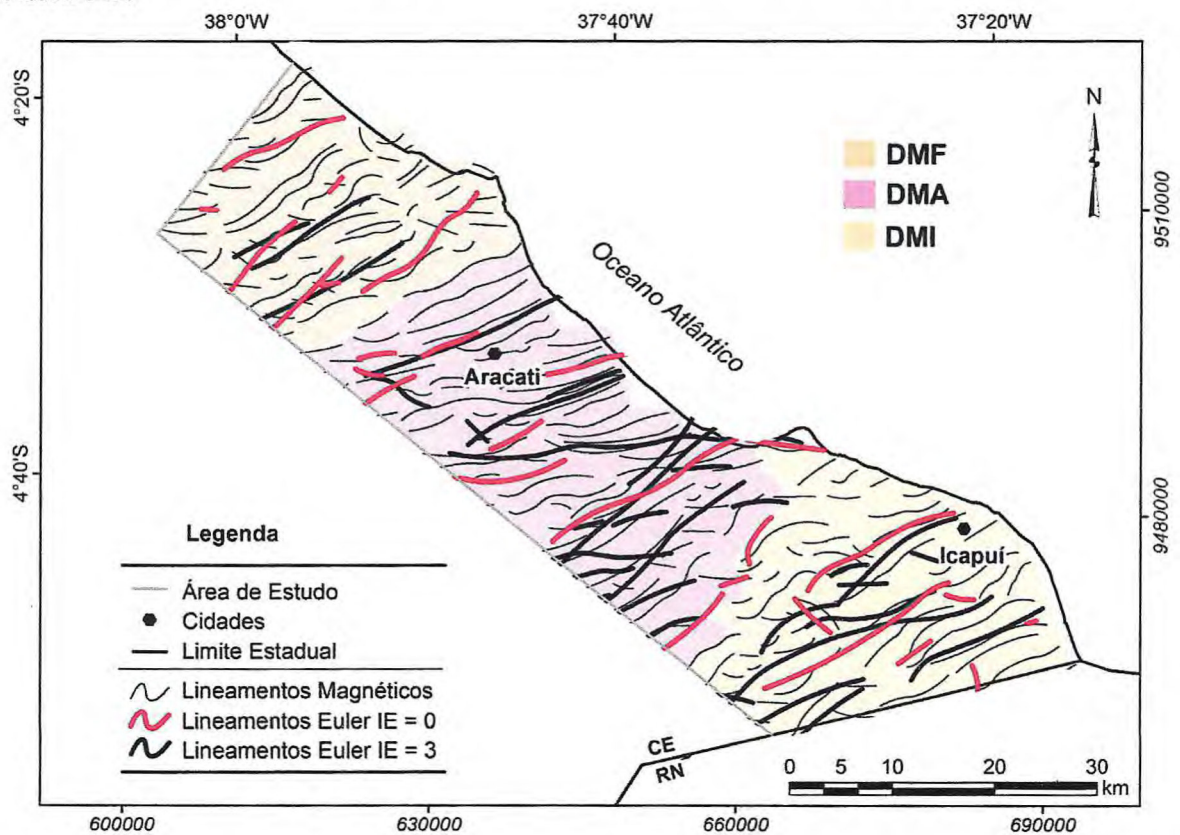 38°0'W
37°40'W
37°20'W
4°20'S
4°40'S
9510000
9480000
N
DMF
DMA
DMI
Oceano Atlântico
Aracati
Icapuí
Legenda
Área de Estudo
Cidades
Limite Estadual
Lineamentos Magnéticos
Lineamentos Euler IE = 0
Lineamentos Euler IE = 3
CE
RN
0 5 10 20 30
km
600000
630000
660000
690000